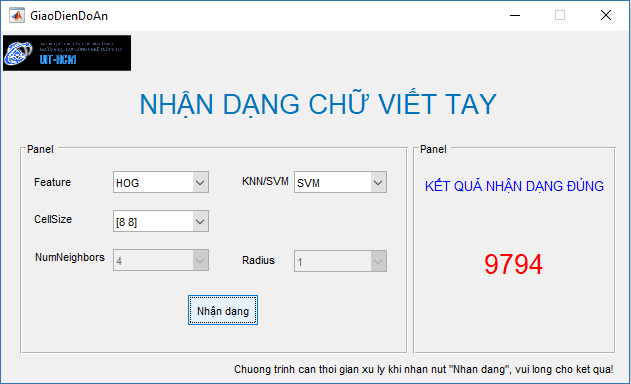 GiaoDienDoAn
UIT-HCM
NHẬN DẠNG CHỮ VIẾT TAY
Panel
Feature
HOG
KNN/SVM
SVM
CellSize
[8 8]
NumNeighbors
4
Radius
1
Nhận dạng
Panel
KẾT QUẢ NHẬN DẠNG ĐÚNG
9794
Chuong trinh can thoi gian xu ly khi nhan nut "Nhan dang", vui long cho ket qua!